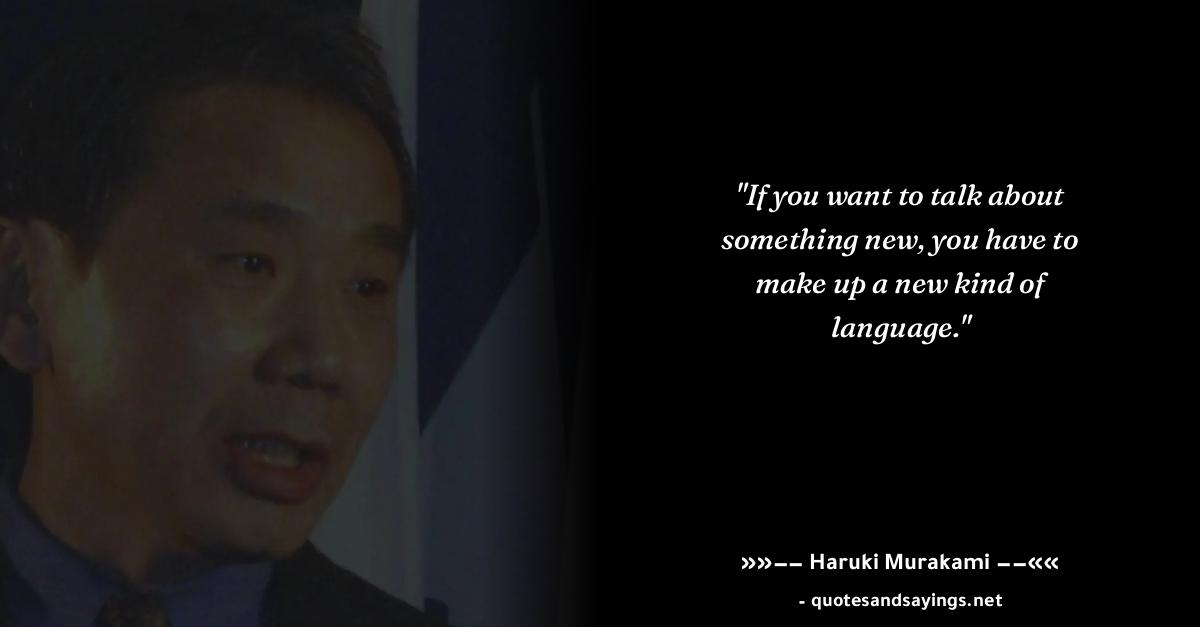 "If you want to talk about
something new, you have to
make up a new kind of
language."
»»−− Haruki Murakami −−««
- quotesandsayings.net